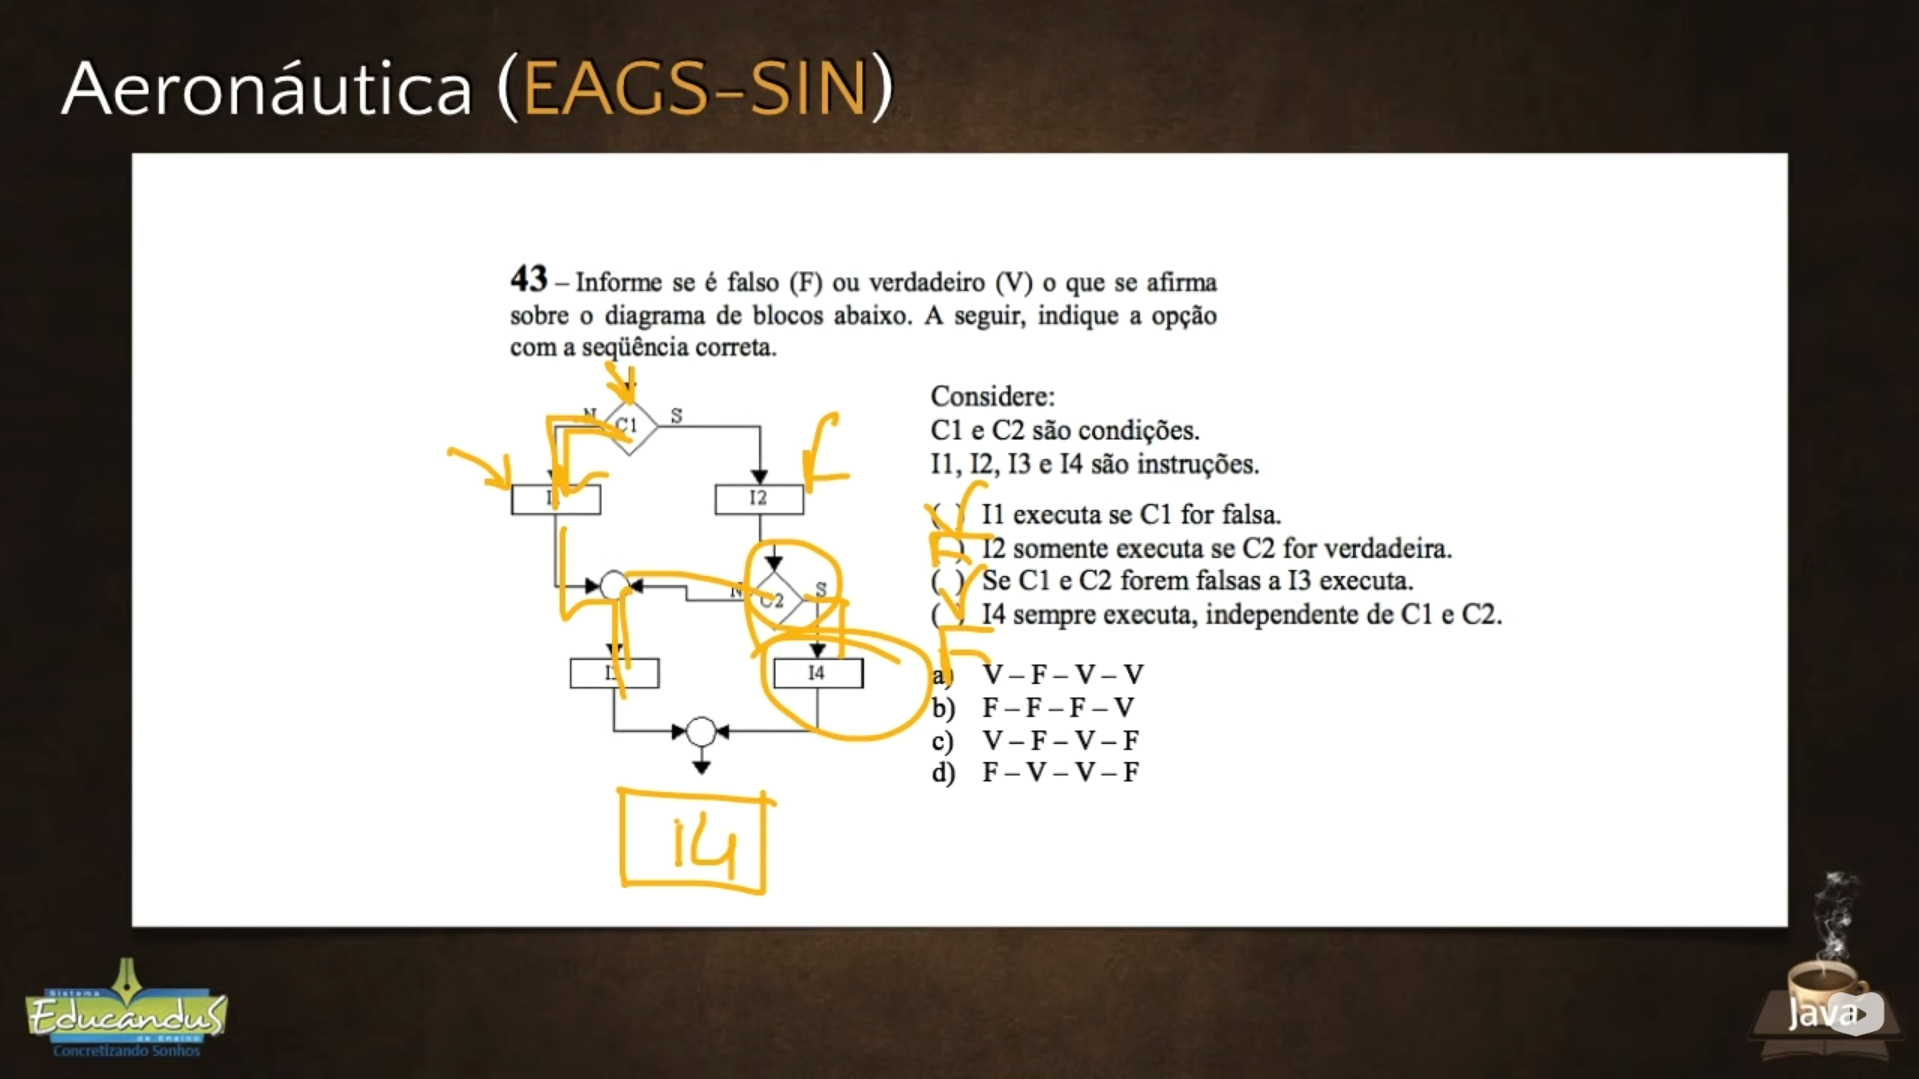 Aeronáutica (EAGS-SIN)
43 – Informe se é falso (F) ou verdadeiro (V) o que se afirma
sobre o diagrama de blocos abaixo. A seguir, indique a opção
com a seqüência correta.
N
C1
S
I2
N
C2
S
I4
I4
Considere:
C1 e C2 são condições.
I1, I2, I3 e I4 são instruções.
( ) I1 executa se C1 for falsa.
( ) I2 somente executa se C2 for verdadeira.
( ) Se C1 e C2 forem falsas a I3 executa.
( ) I4 sempre executa, independente de C1 e C2.
a) V – F – V – V
b) F – F – F – V
c) V – F – V – F
d) F – V – V – F
Sistema
Educandus
de Ensino
Concretizando Sonhos
Java